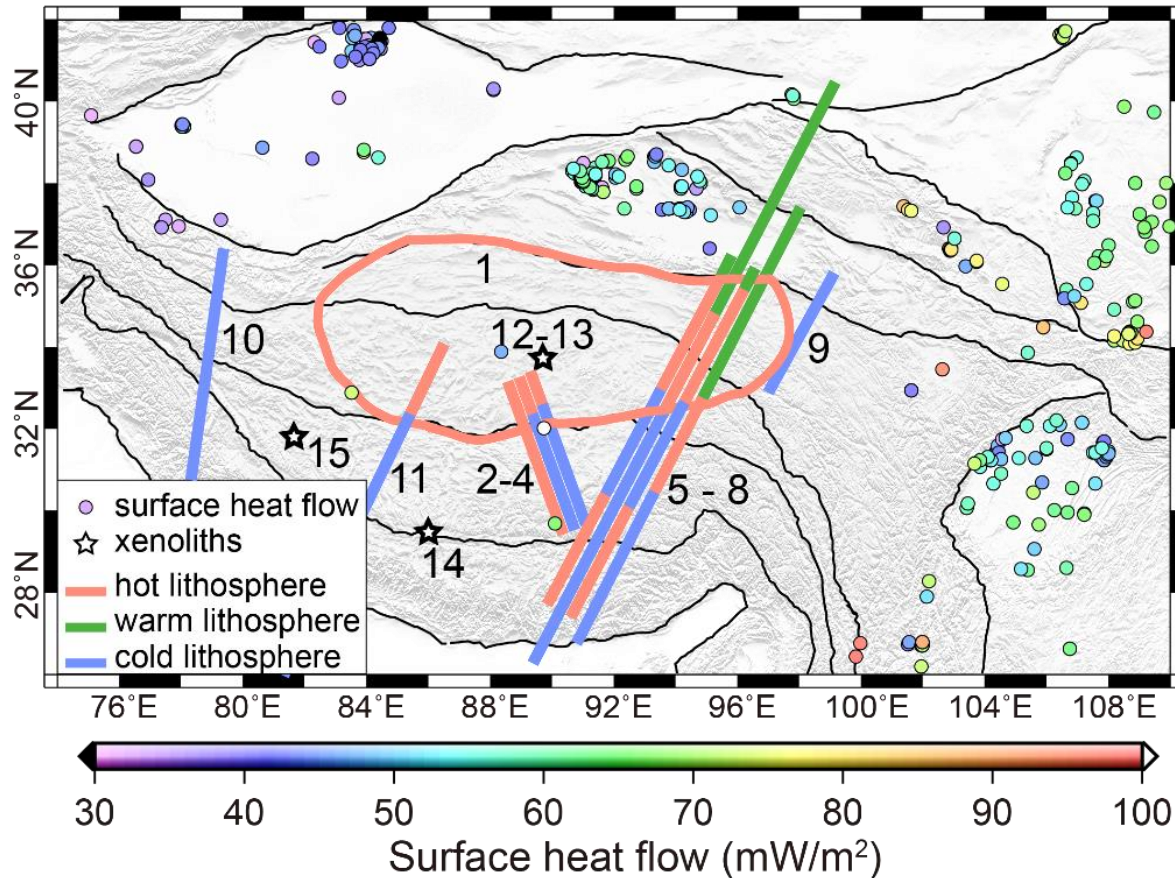 40˚N
36˚N
32˚N
28˚N
1
12-13
10
9
15
11
2-4
5 - 8
14
surface heat flow
xenoliths
hot lithosphere
warm lithosphere
cold lithosphere
76˚E 80˚E 84˚E 88˚E 92˚E 96˚E 100˚E 104˚E 108˚E
30 40 50 60 70 80 90 100
Surface heat flow (mW/m²)